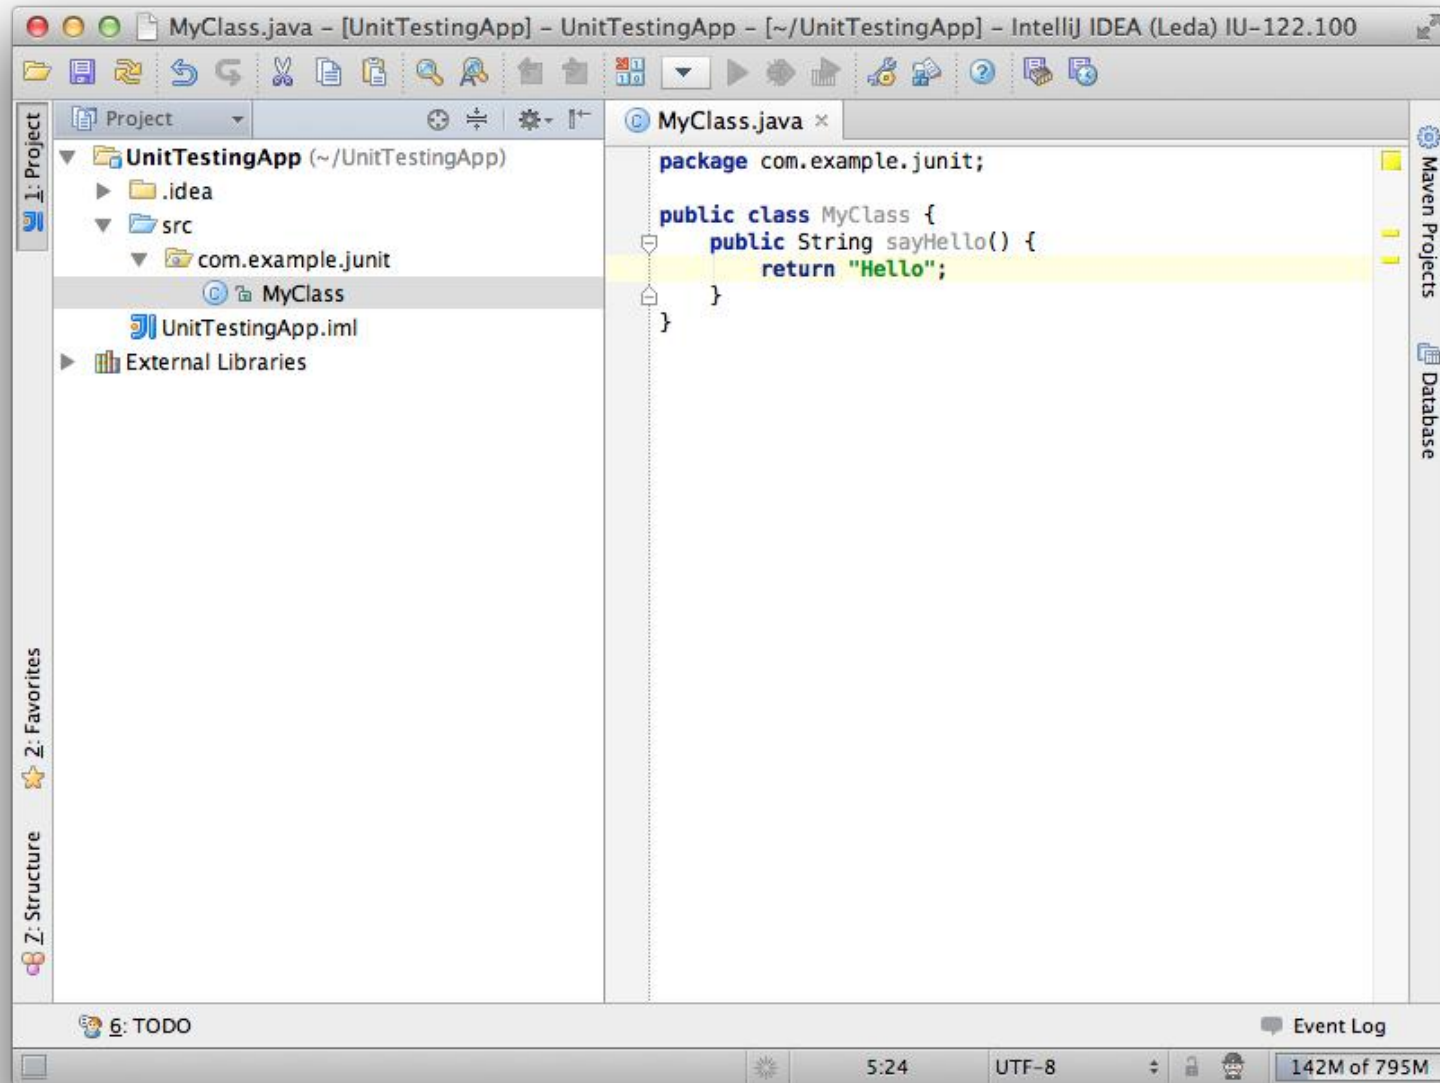 MyClass.java – [UnitTestingApp] – UnitTestingApp – [~/UnitTestingApp] – IntelliJ IDEA (Leda) IU-122.100
1: Project
2: Favorites
7: Structure
Project
UnitTestingApp (~/UnitTestingApp)
.idea
src
com.example.junit
MyClass
UnitTestingApp.iml
External Libraries
MyClass.java
package com.example.junit;
public class MyClass {
public String sayHello() {
return "Hello";
}
}
Maven Projects
Database
6: TODO
Event Log
5:24
UTF-8
142M of 795M